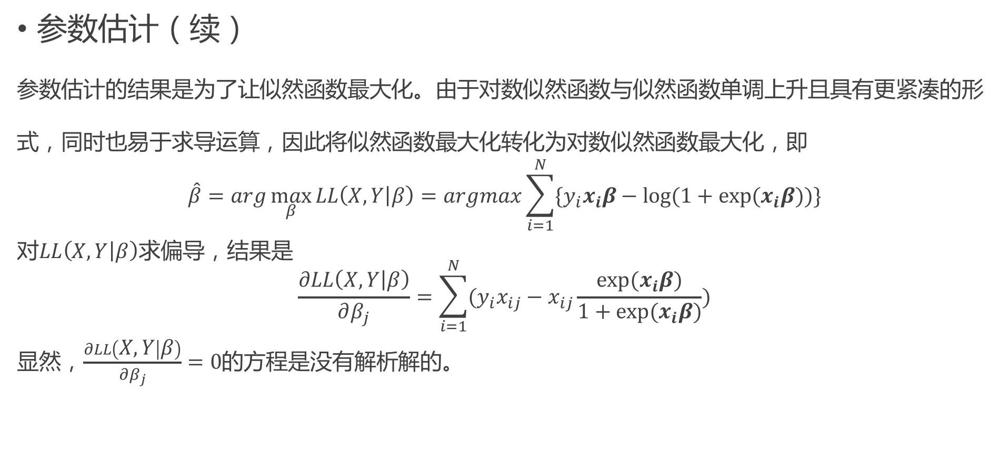 • 参数估计（续）
参数估计的结果是为了让似然函数最大化。由于对数似然函数与似然函数单调上升且具有更紧凑的形
式，同时也易于求导运算，因此将似然函数最大化转化为对数似然函数最大化，即
$\hat{\beta} = arg \max_{\beta} LL(X,Y|\beta) = argmax \sum_{i=1}^{N} \{y_i \boldsymbol{x_i\beta} - \log(1 + \exp(\boldsymbol{x_i\beta}))\}$
对$LL(X,Y|\beta)$求偏导，结果是
$\frac{\partial LL(X,Y|\beta)}{\partial \beta_j} = \sum_{i=1}^{N} (y_i x_{ij} - x_{ij} \frac{\exp(\boldsymbol{x_i\beta})}{1 + \exp(\boldsymbol{x_i\beta})})$
显然，$\frac{\partial LL(X,Y|\beta)}{\partial \beta_j} = 0$的方程是没有解析解的。